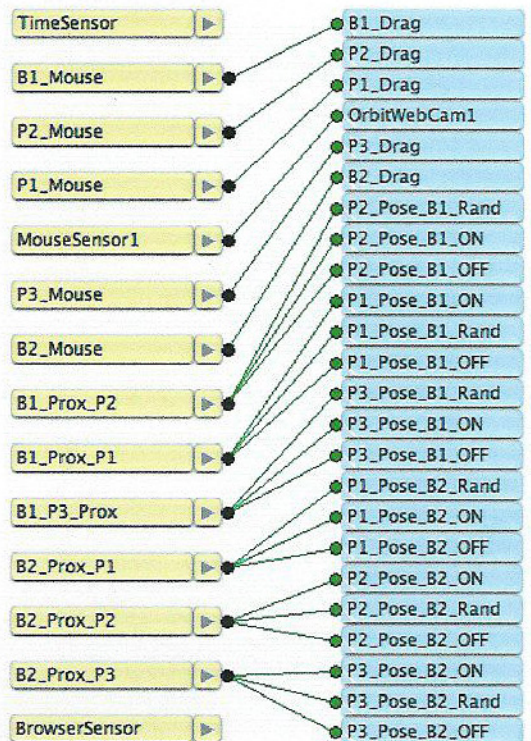 TimeSensor
B1_Mouse
P2_Mouse
P1_Mouse
MouseSensor1
P3_Mouse
B2_Mouse
B1_Prox_P2
B1_Prox_P1
B1_P3_Prox
B2_Prox_P1
B2_Prox_P2
B2_Prox_P3
BrowserSensor
B1_Drag
P2_Drag
P1_Drag
OrbitWebCam1
P3_Drag
B2_Drag
P2_Pose_B1_Rand
P2_Pose_B1_ON
P2_Pose_B1_OFF
P1_Pose_B1_ON
P1_Pose_B1_Rand
P1_Pose_B1_OFF
P3_Pose_B1_Rand
P3_Pose_B1_ON
P3_Pose_B1_OFF
P1_Pose_B2_Rand
P1_Pose_B2_ON
P1_Pose_B2_OFF
P2_Pose_B2_ON
P2_Pose_B2_Rand
P2_Pose_B2_OFF
P3_Pose_B2_ON
P3_Pose_B2_Rand
P3_Pose_B2_OFF